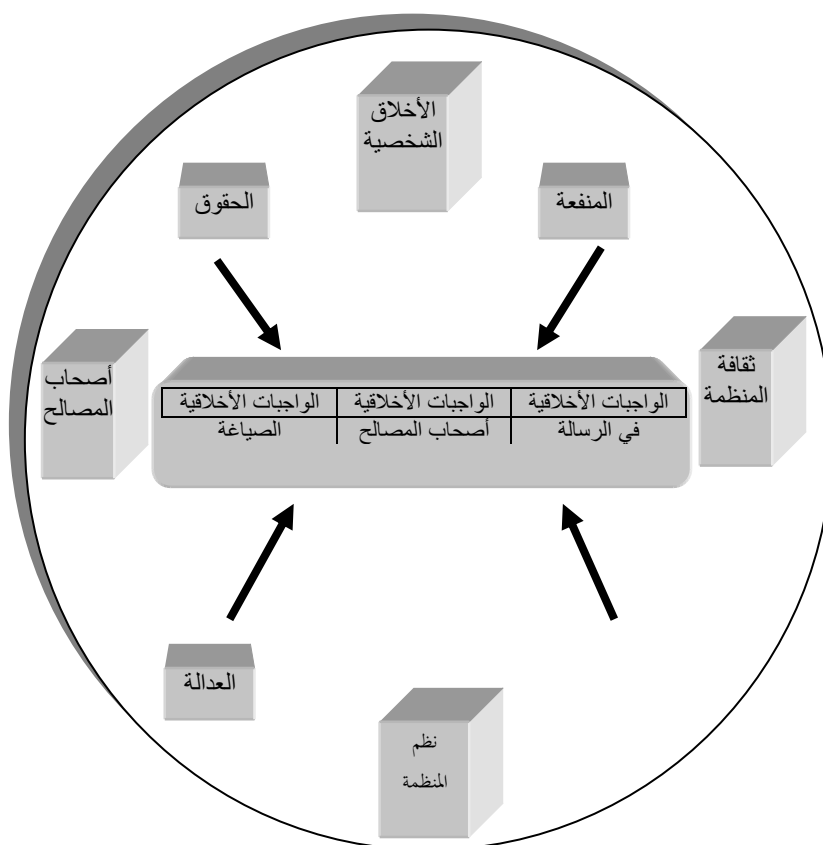 الأخلاق
الشخصية
المنفعة
الحقوق
ثقافة
المنظمة
أصحاب
المصالح
الواجبات الأخلاقية الواجبات الأخلاقية الواجبات الأخلاقية
في الرسالة أصحاب المصالح الصياغة
العدالة
نظم
المنظمة